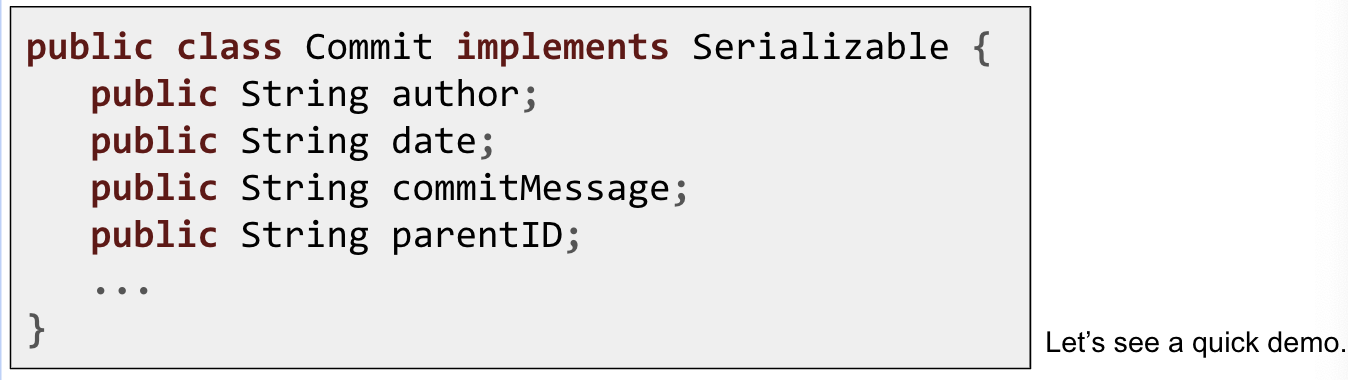 public class Commit implements Serializable {
   public String author;
   public String date;
   public String commitMessage;
   public String parentID;
   ...
}
Let’s see a quick demo.